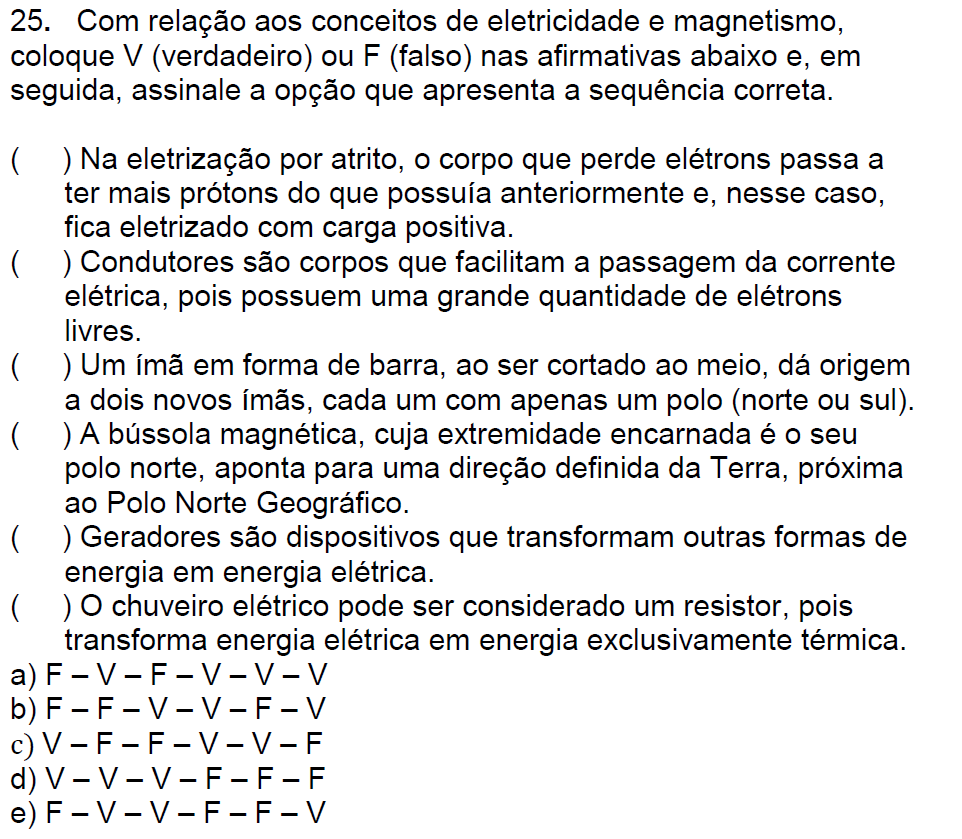 25. Com relação aos conceitos de eletricidade e magnetismo,
coloque V (verdadeiro) ou F (falso) nas afirmativas abaixo e, em
seguida, assinale a opção que apresenta a sequência correta.
( ) Na eletrização por atrito, o corpo que perde elétrons passa a
ter mais prótons do que possuía anteriormente e, nesse caso,
fica eletrizado com carga positiva.
( ) Condutores são corpos que facilitam a passagem da corrente
elétrica, pois possuem uma grande quantidade de elétrons
livres.
( ) Um ímã em forma de barra, ao ser cortado ao meio, dá origem
a dois novos ímãs, cada um com apenas um polo (norte ou sul).
( ) A bússola magnética, cuja extremidade encarnada é o seu
polo norte, aponta para uma direção definida da Terra, próxima
ao Polo Norte Geográfico.
( ) Geradores são dispositivos que transformam outras formas de
energia em energia elétrica.
( ) O chuveiro elétrico pode ser considerado um resistor, pois
transforma energia elétrica em energia exclusivamente térmica.
a) F – V – F – V – V – V
b) F – F – V – V – F – V
c) V – F – F – V – V – F
d) V – V – V – F – F – F
e) F – V – V – F – F – V